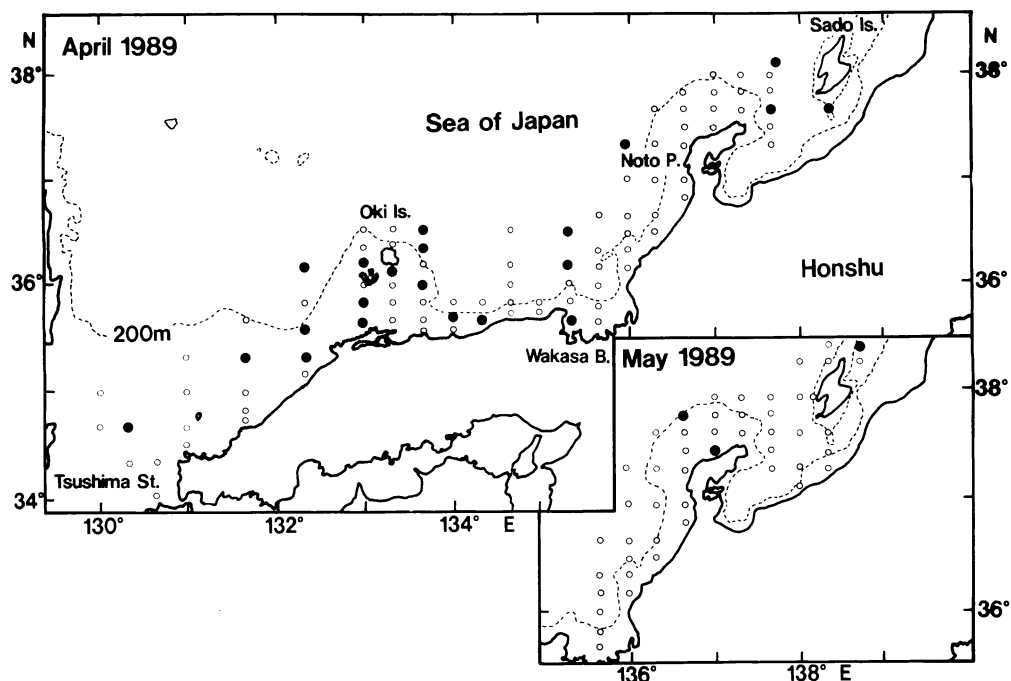 April 1989
N
38°
36°
34°
Sea of Japan
Sado Is.
Noto P.
Oki Is.
Honshu
200m
Wakasa B.
Tsushima St.
130°
132°
134°
E
N
38°
36°
May 1989
38°
36°
136°
138° E